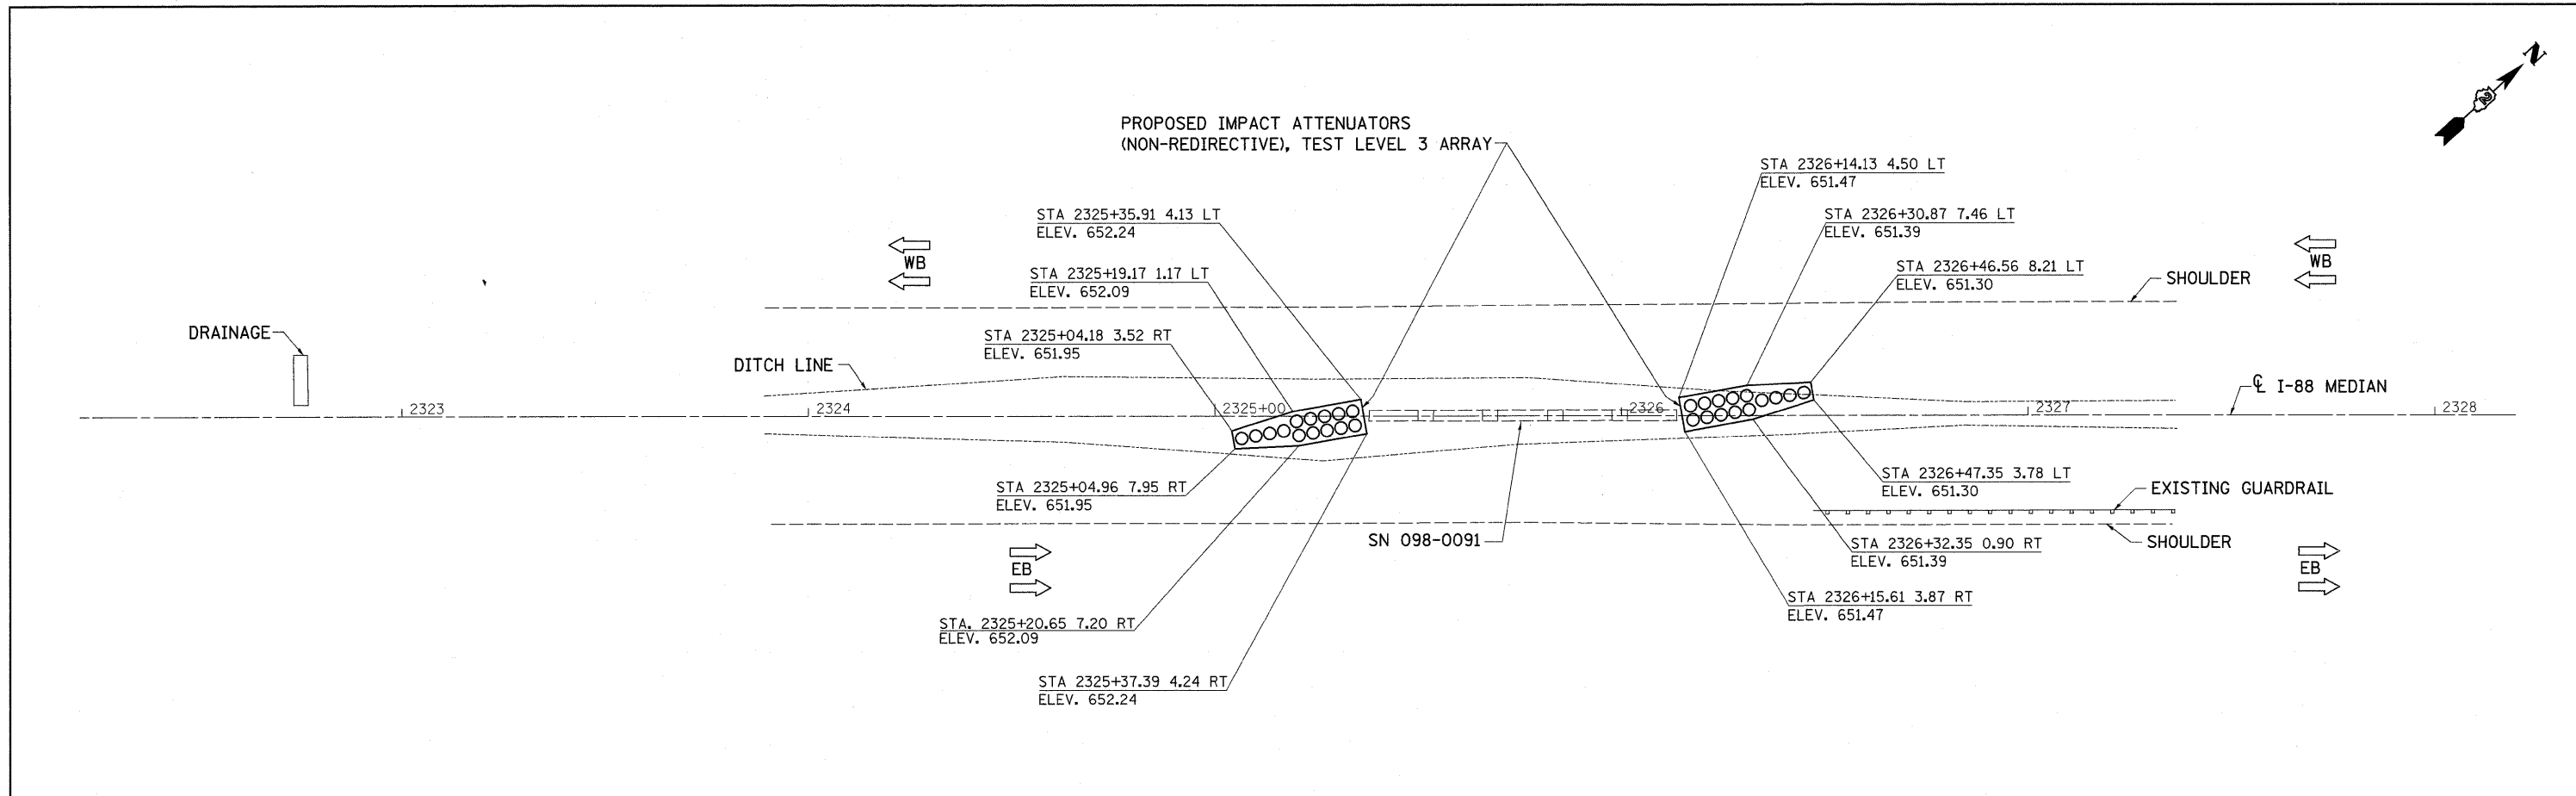 N
PROPOSED IMPACT ATTENUATORS
(NON-REDIRECTIVE), TEST LEVEL 3 ARRAY
STA 2326+14.13 4.50 LT
ELEV. 651.47
STA 2325+35.91 4.13 LT
ELEV. 652.24
STA 2326+30.87 7.46 LT
ELEV. 651.39
WB
STA 2325+19.17 1.17 LT
ELEV. 652.09
STA 2326+46.56 8.21 LT
ELEV. 651.30
SHOULDER
WB
DRAINAGE
STA 2325+04.18 3.52 RT
ELEV. 651.95
DITCH LINE
℄ I-88 MEDIAN
2323
2324
2325+00
2326
2327
2328
STA 2325+04.96 7.95 RT
ELEV. 651.95
STA 2326+47.35 3.78 LT
ELEV. 651.30
EXISTING GUARDRAIL
SN 098-0091
STA 2326+32.35 0.90 RT
ELEV. 651.39
SHOULDER
EB
EB
STA 2326+15.61 3.87 RT
ELEV. 651.47
STA. 2325+20.65 7.20 RT
ELEV. 652.09
STA 2325+37.39 4.24 RT
ELEV. 652.24